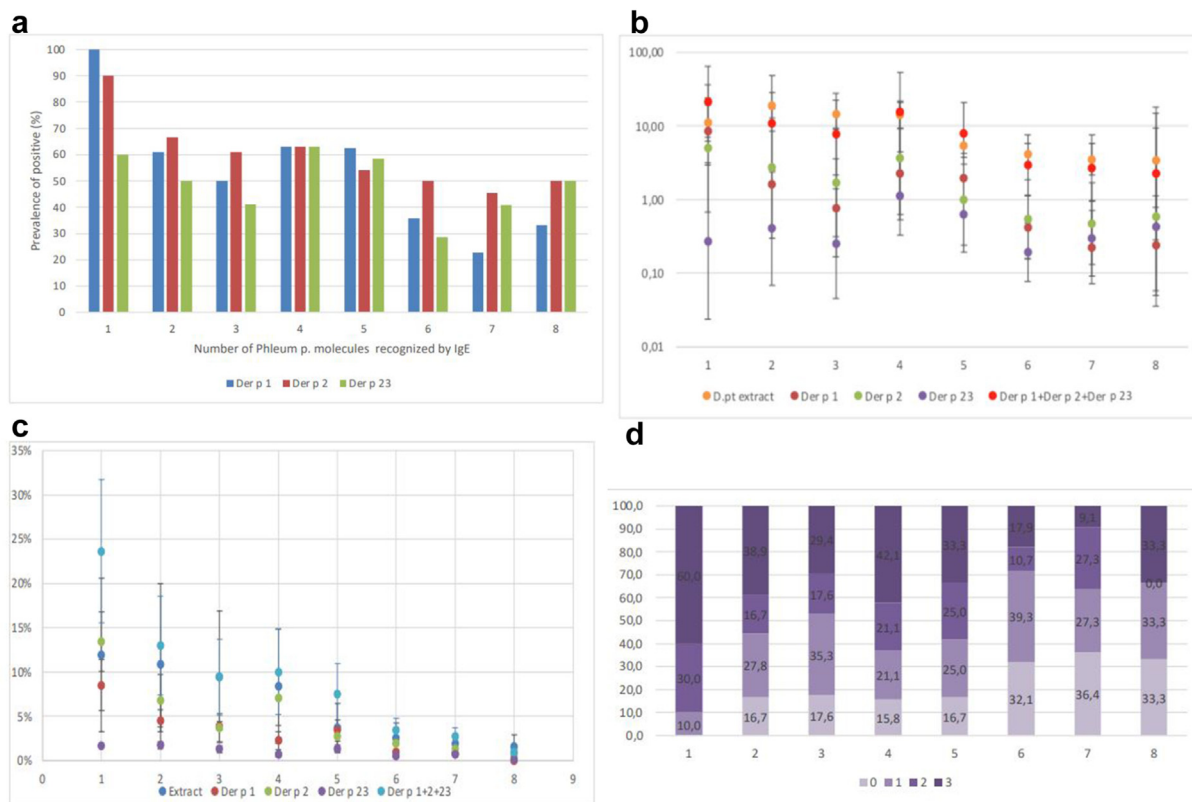 a
100
90
80
70
60
50
40
30
20
10
0
Prevalence of positive (%)
1 2 3 4 5 6 7 8
Number of Phleum p. molecules recognized by IgE
Der p 1 Der p 2 Der p 23
b
100,00
10,00
1,00
0,10
0,01
1 2 3 4 5 6 7 8
D.pt extract Der p 1 Der p 2 Der p 23 Der p 1+Der p 2+Der p 23
c
35%
30%
25%
20%
15%
10%
5%
0%
0 1 2 3 4 5 6 7 8 9
Extract Der p 1 Der p 2 Der p 23 Der p 1+2+23
d
100,0
90,0
80,0
70,0
60,0
50,0
40,0
30,0
20,0
10,0
0,0
60,0 38,9 29,4 42,1 33,3 17,9 9,1 33,3
30,0 16,7 17,6 21,1 25,0 10,7 27,3 0,0
10,0 27,8 35,3 21,1 25,0 39,3 27,3 33,3
16,7 17,6 15,8 16,7 32,1 36,4 33,3
1 2 3 4 5 6 7 8
0 1 2 3